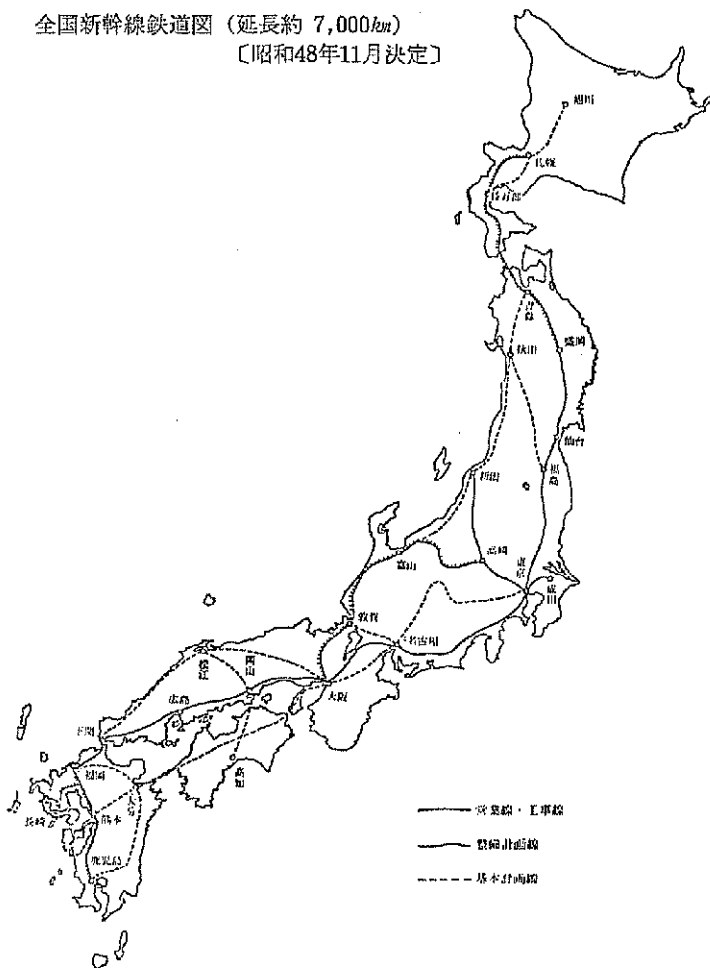 全国新幹線鉄道図(延長約 7,000㎞)
〔昭和48年11月決定〕
旭川
札幌
長万部
青森
秋田
盛岡
仙台
福島
新潟
高崎
富山
東京
成田
敦賀
名古屋
松江
岡山
大阪
広島
下関
高知
福岡
大分
長崎
熊本
鹿児島
営業線・工事線
整備計画線
基本計画線